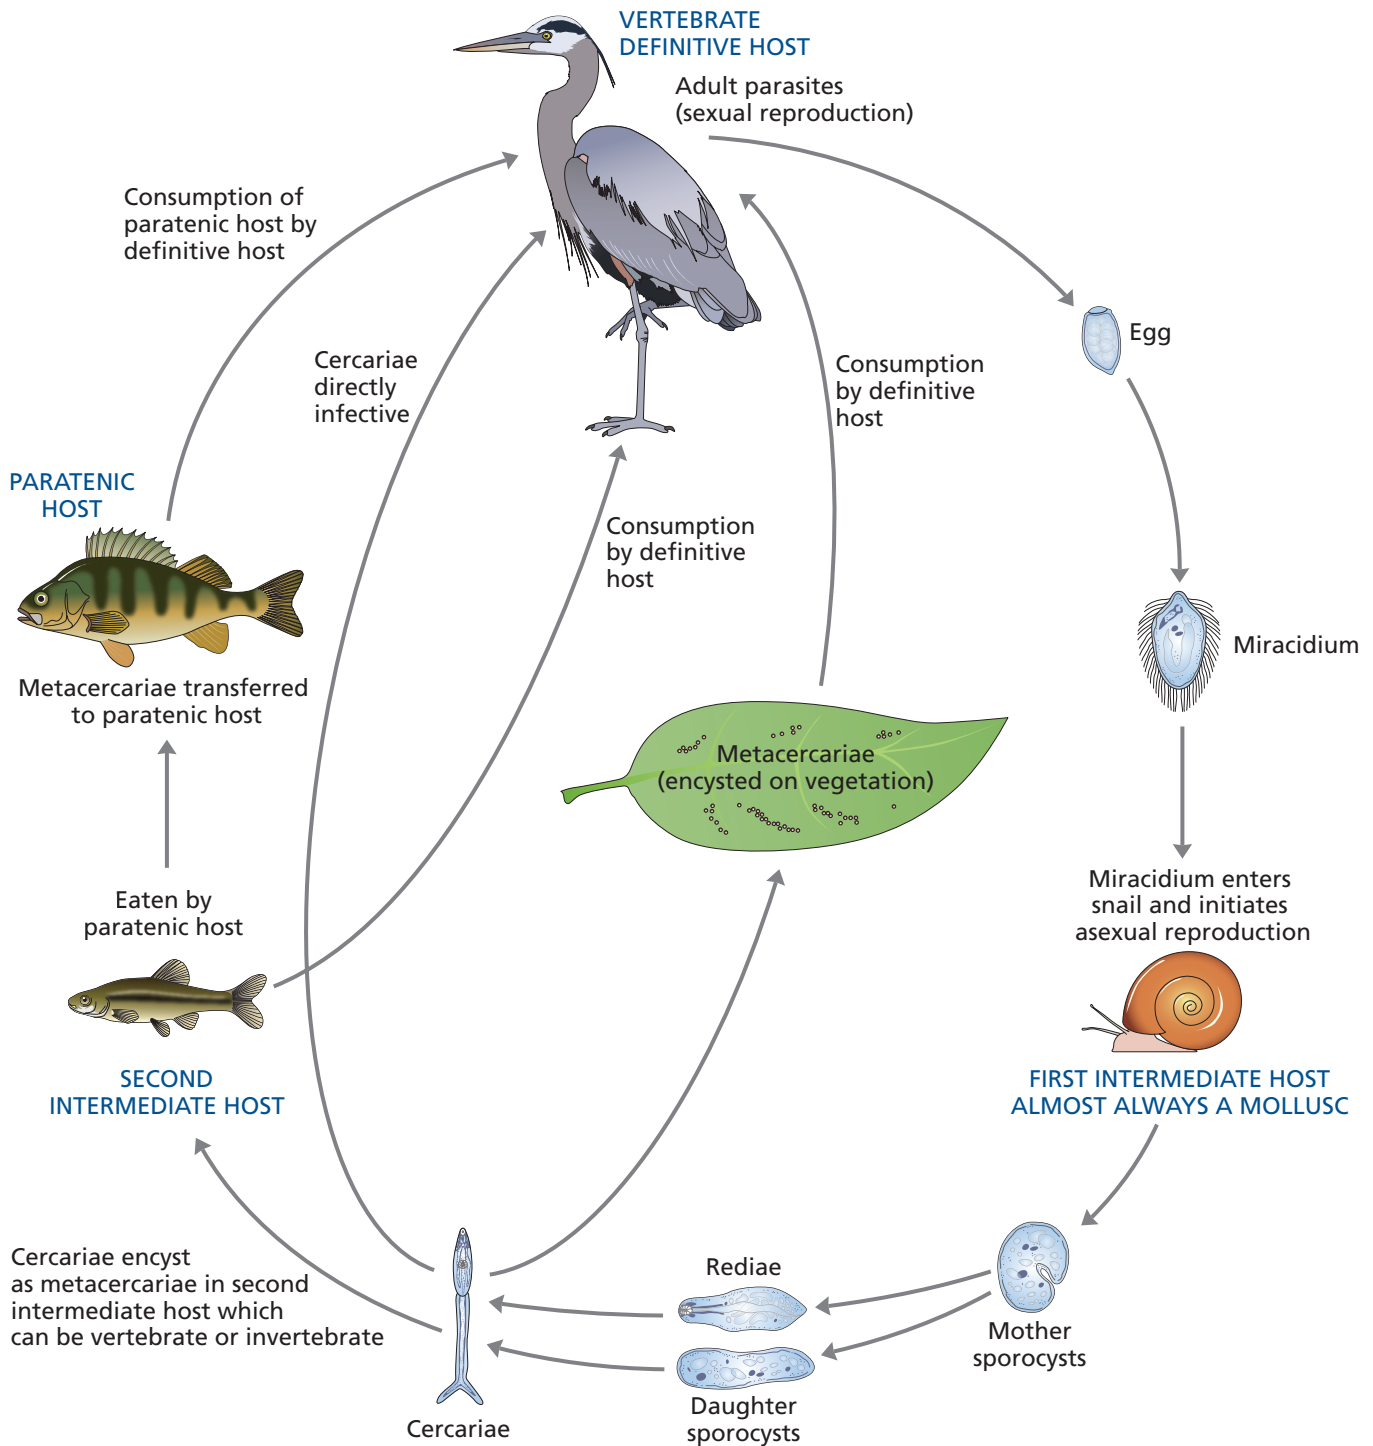 VERTEBRATE
DEFINITIVE HOST
Adult parasites
(sexual reproduction)
Consumption of
paratenic host by
definitive host
Egg
Cercariae
directly
infective
Consumption
by definitive
host
PARATENIC
HOST
Consumption
by definitive
host
Miracidium
Metacercariae transferred
to paratenic host
Metacercariae
(encysted on vegetation)
Eaten by
paratenic host
Miracidium enters
snail and initiates
asexual reproduction
SECOND
INTERMEDIATE HOST
FIRST INTERMEDIATE HOST
ALMOST ALWAYS A MOLLUSC
Cercariae encyst
as metacercariae in second
intermediate host which
can be vertebrate or invertebrate
Rediae
Mother
sporocysts
Daughter
sporocysts
Cercariae